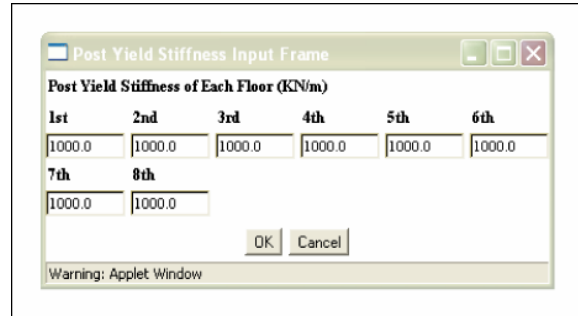 Post Yield Stiffness Input Frame
Post Yield Stiffness of Each Floor (KN/m)
1st 2nd 3rd 4th 5th 6th
1000.0 1000.0 1000.0 1000.0 1000.0 1000.0
7th 8th
1000.0 1000.0
OK Cancel
Warning: Applet Window